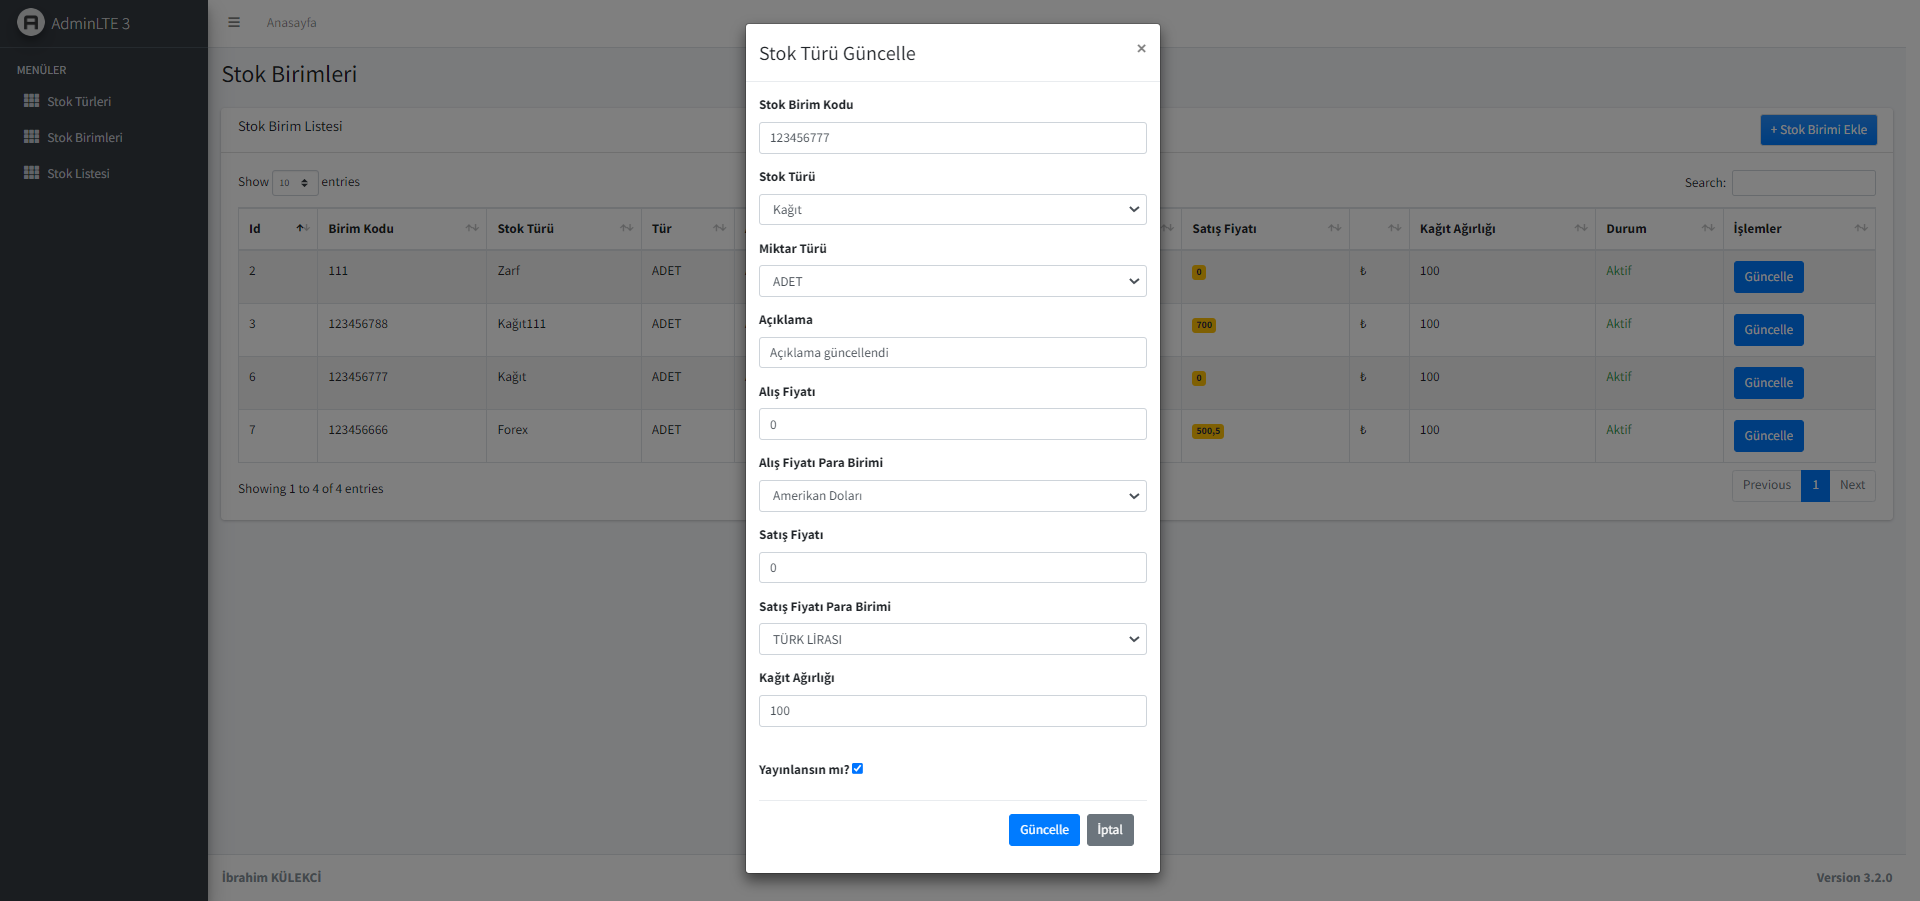 AdminLTE 3
Anasayfa
MENÜLER
Stok Türleri
Stok Birimleri
Stok Listesi
Stok Birimleri
Stok Birim Listesi
+ Stok Birimi Ekle
Show 10 entries
Search:
Id Birim Kodu Stok Türü Tür Satış Fiyatı Kağıt Ağırlığı Durum İşlemler
2 111 Zarf ADET 0 ₺ 100 Aktif Güncelle
3 123456788 Kağıt111 ADET 700 ₺ 100 Aktif Güncelle
6 123456777 Kağıt ADET 0 ₺ 100 Aktif Güncelle
7 123456666 Forex ADET 500,5 ₺ 100 Aktif Güncelle
Showing 1 to 4 of 4 entries
Previous 1 Next
Stok Türü Güncelle
×
Stok Birim Kodu
123456777
Stok Türü
Kağıt
Miktar Türü
ADET
Açıklama
Açıklama güncellendi
Alış Fiyatı
0
Alış Fiyatı Para Birimi
Amerikan Doları
Satış Fiyatı
0
Satış Fiyatı Para Birimi
TÜRK LİRASI
Kağıt Ağırlığı
100
Yayınlansın mı?
Güncelle İptal
İbrahim KÜLEKCİ
Version 3.2.0